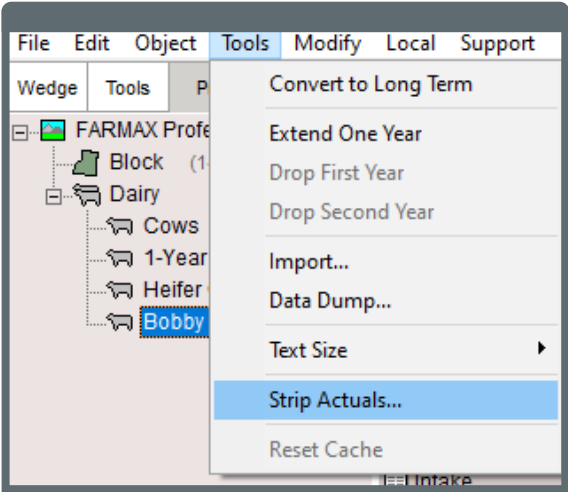 File Edit Object Tools Modify Local Support
Wedge Tools P
Convert to Long Term
FARMAX Profe
Extend One Year
Block (1
Drop First Year
Dairy
Drop Second Year
Cows
1-Year
Import...
Heifer
Data Dump...
Bobby
Text Size
Strip Actuals...
Reset Cache
Intake